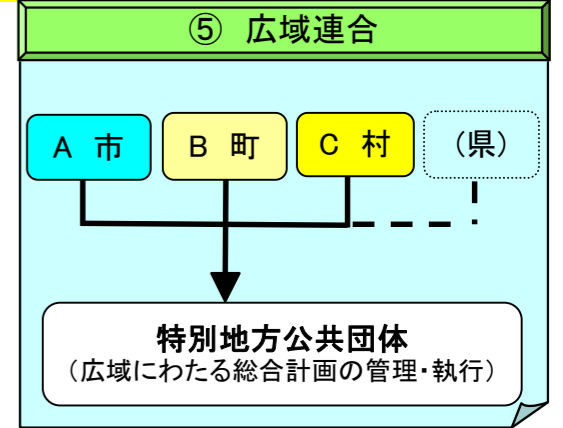 ⑤ 広域連合
A 市
B 町
C 村
(県)
特別地方公共団体
(広域にわたる総合計画の管理・執行)